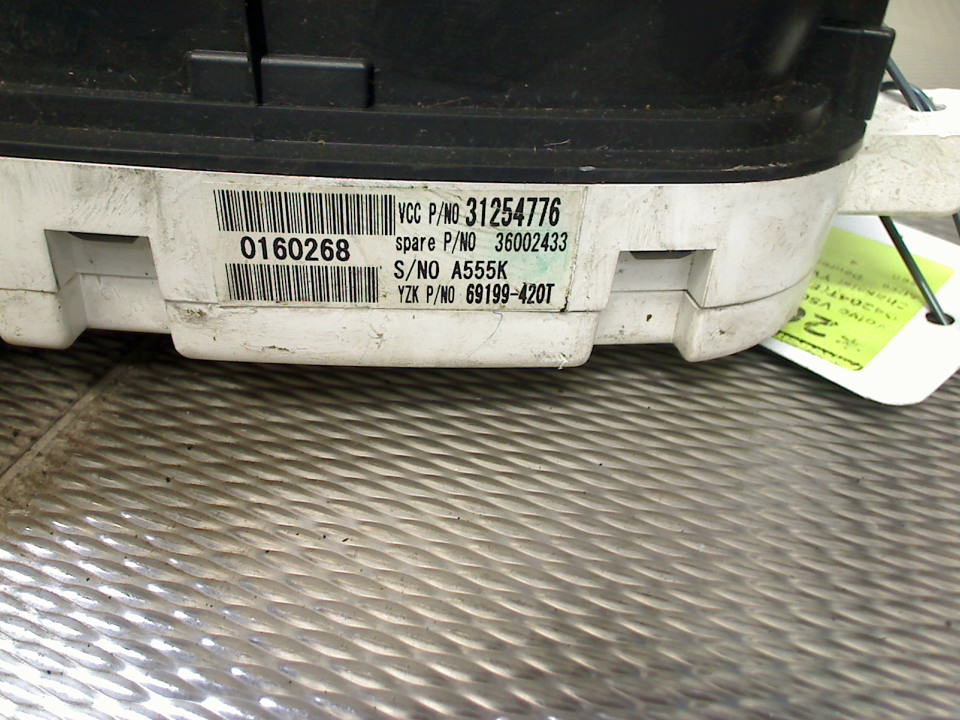 VCC P/NO 31254776
0160268
spare P/NO 36002433
S/NO A555K
YZK P/NO 69199-420T